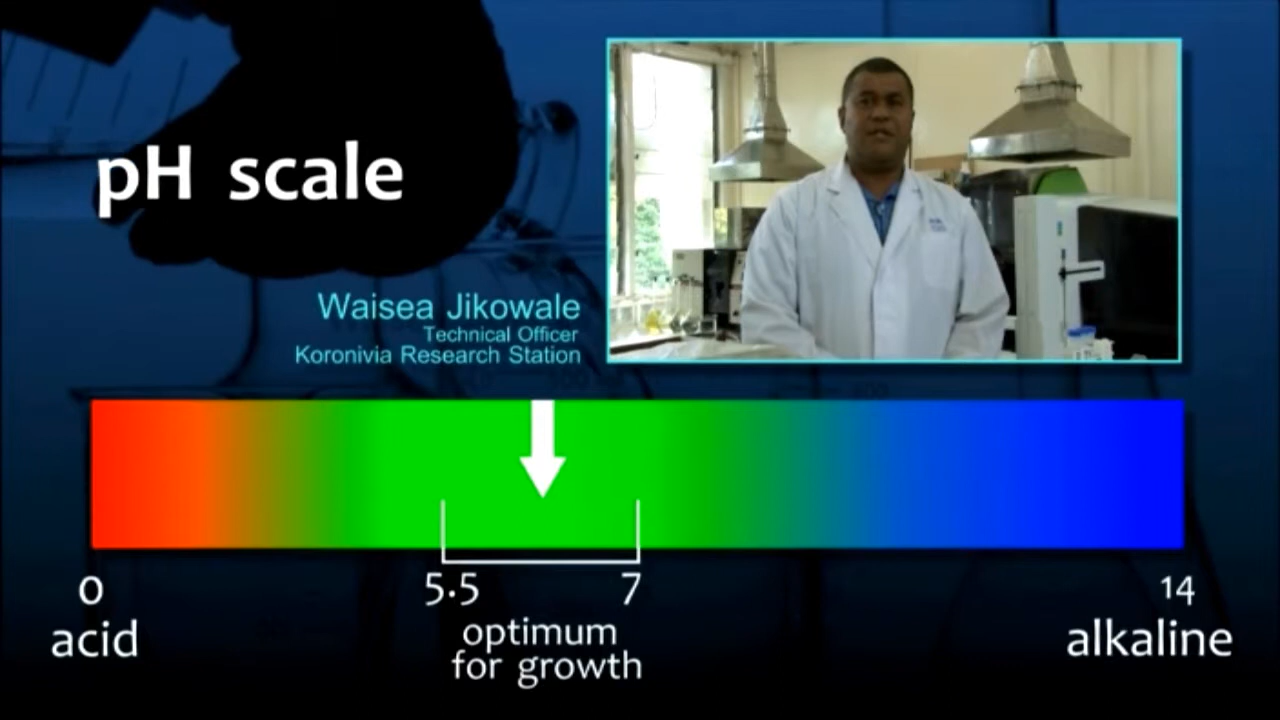 pH scale
Waisea Jikowale
Technical Officer
Koronivia Research Station
0
5.5
7
14
acid
optimum
for growth
alkaline